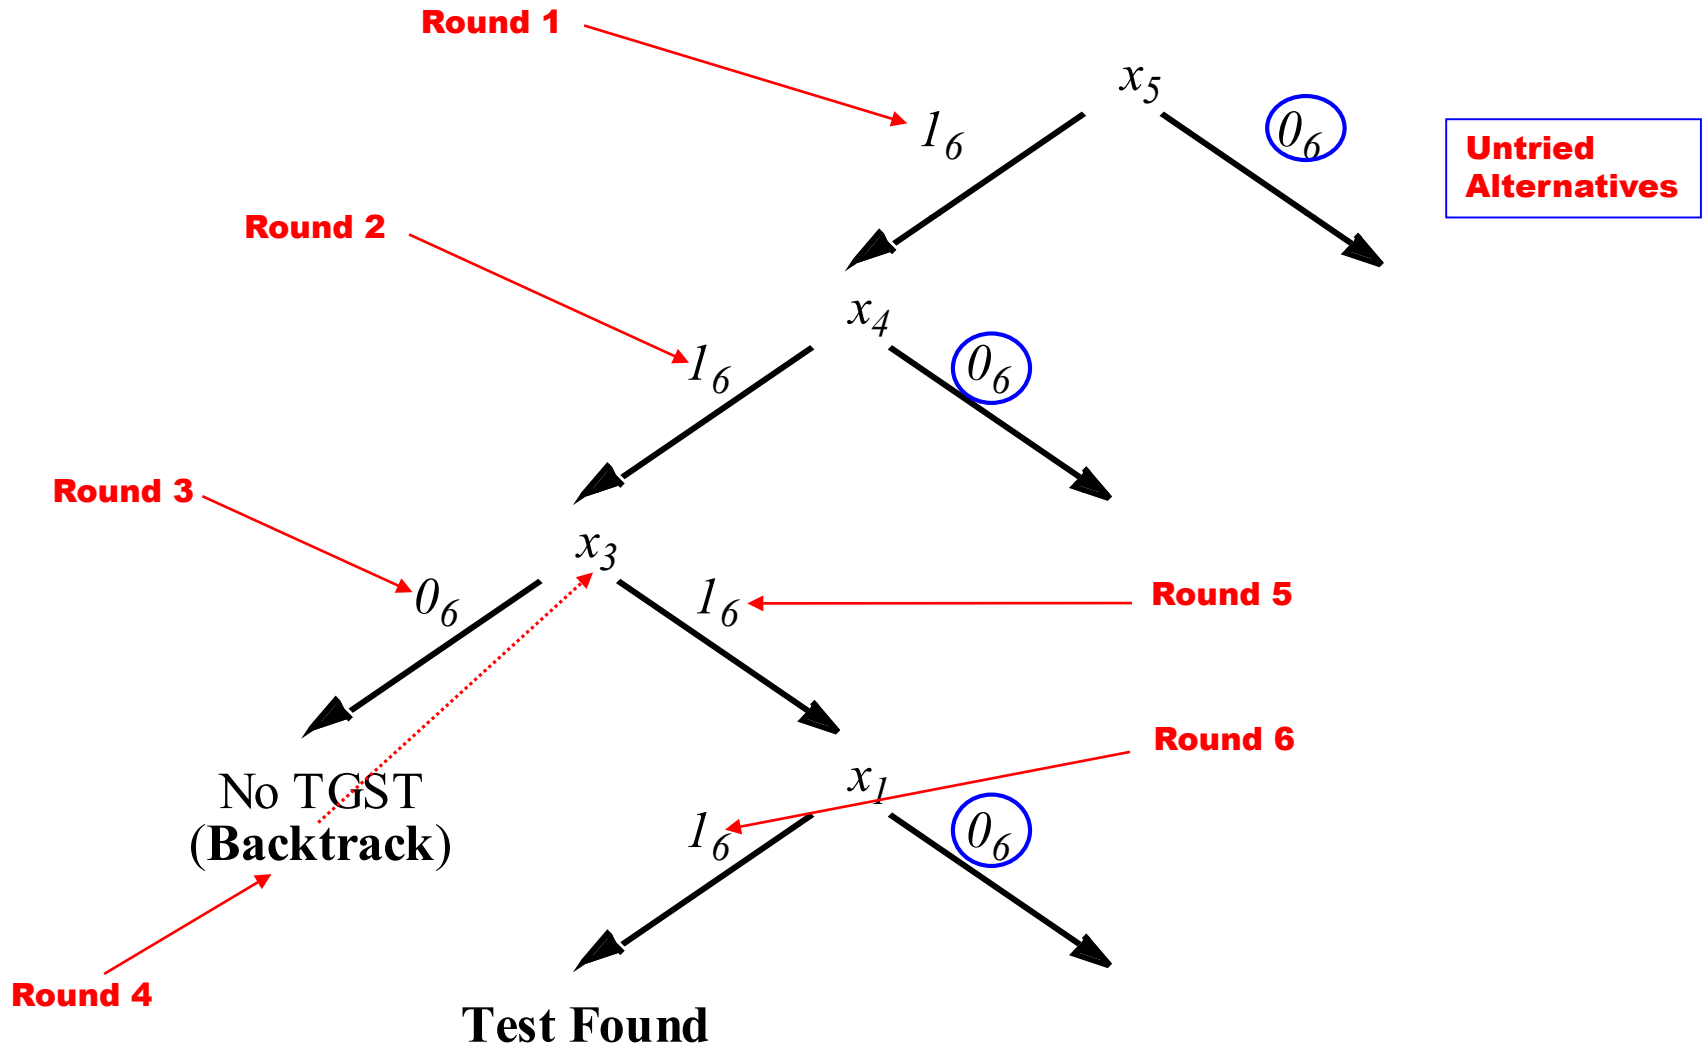 Round 1
x5
16
06
Untried
Alternatives
Round 2
x4
16
06
Round 3
x3
06
16
Round 5
Round 6
No TGST
(Backtrack)
x1
16
06
Round 4
Test Found